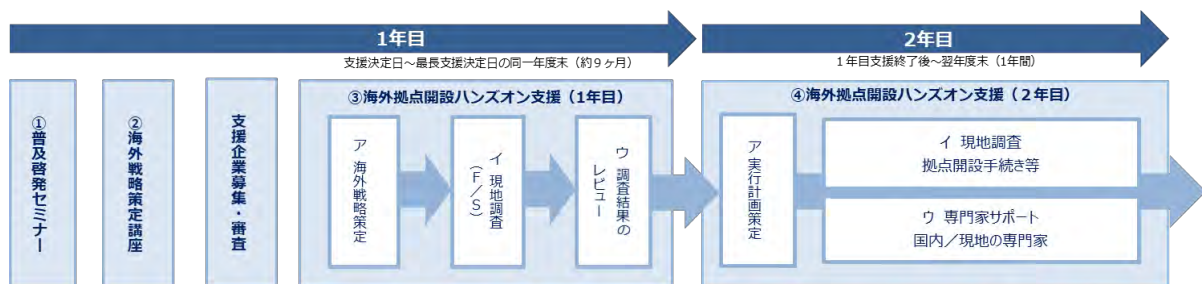 1年目
2年目
支援決定日～最長支援決定日の同一年度末（約９ヶ月）
１年目支援終了後～翌年度末（1年間）
①普及啓発セミナー
②海外戦略策定講座
支援企業募集・審査
③海外拠点開設ハンズオン支援（1年目）
ア 海外戦略策定
イ 現地調査
（Ｆ／Ｓ）
ウ 調査結果の
レビュー
④海外拠点開設ハンズオン支援（２年目）
ア 実行計画策定
イ 現地調査
拠点開設手続き等
ウ 専門家サポート
国内／現地の専門家